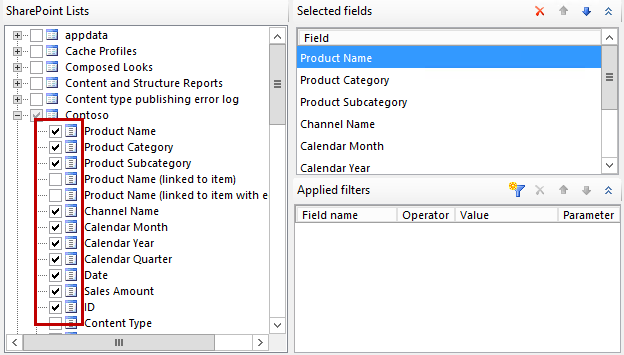 SharePoint Lists
appdata
Cache Profiles
Composed Looks
Content and Structure Reports
Content type publishing error log
Contoso
Product Name
Product Category
Product Subcategory
Product Name (linked to item)
Product Name (linked to item with e
Channel Name
Calendar Month
Calendar Year
Calendar Quarter
Date
Sales Amount
ID
Content Type
Selected fields
Field
Product Name
Product Category
Product Subcategory
Channel Name
Calendar Month
Calendar Year
Applied filters
Field name Operator Value Parameter